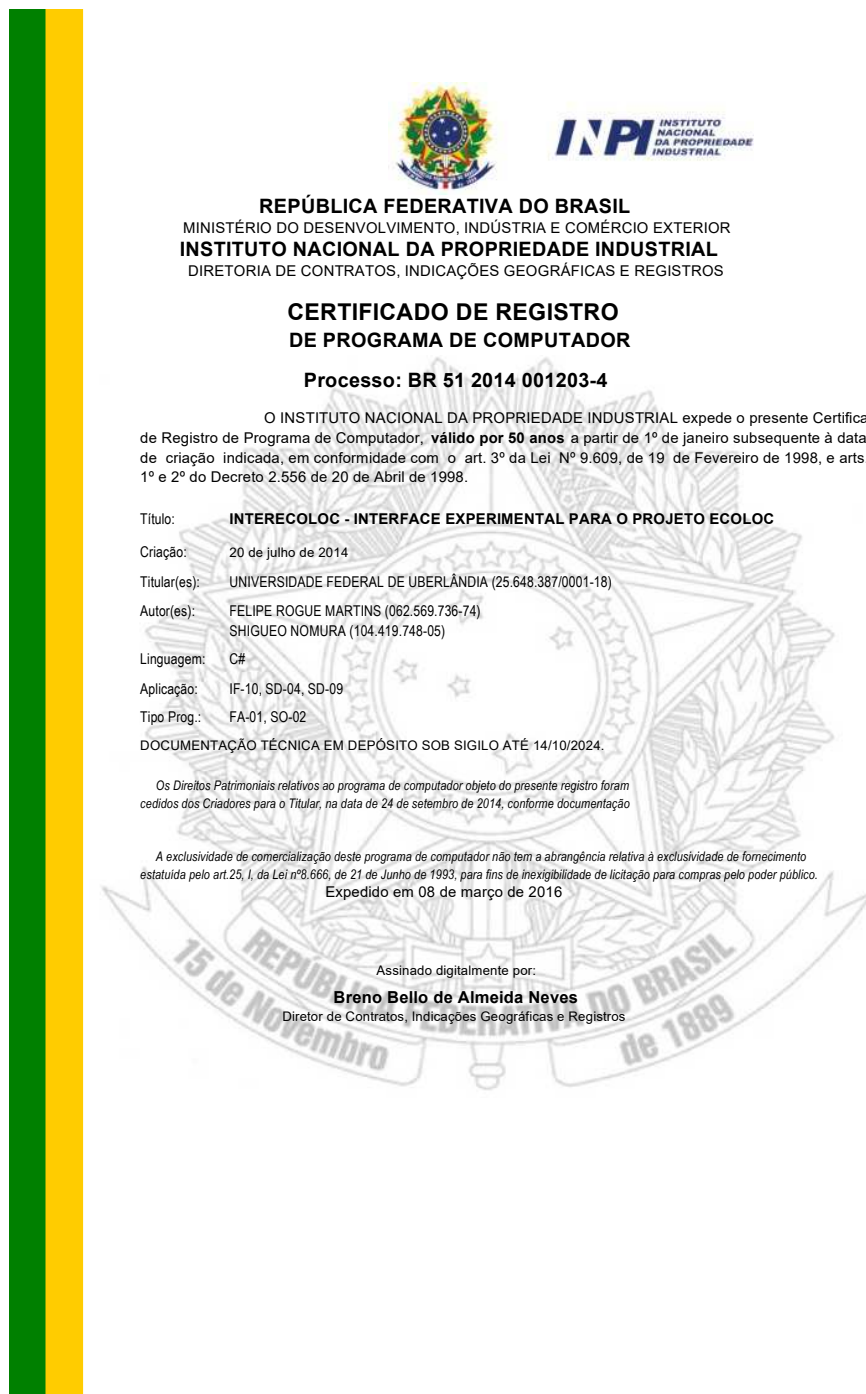 INPI INSTITUTO
NACIONAL
DA PROPRIEDADE
INDUSTRIAL
REPÚBLICA FEDERATIVA DO BRASIL
MINISTÉRIO DO DESENVOLVIMENTO, INDÚSTRIA E COMÉRCIO EXTERIOR
INSTITUTO NACIONAL DA PROPRIEDADE INDUSTRIAL
DIRETORIA DE CONTRATOS, INDICAÇÕES GEOGRÁFICAS E REGISTROS
CERTIFICADO DE REGISTRO
DE PROGRAMA DE COMPUTADOR
Processo: BR 51 2014 001203-4
O INSTITUTO NACIONAL DA PROPRIEDADE INDUSTRIAL expede o presente Certifica
de Registro de Programa de Computador, válido por 50 anos a partir de 1º de janeiro subsequente à data
de criação indicada, em conformidade com o art. 3º da Lei Nº 9.609, de 19 de Fevereiro de 1998, e arts
1º e 2º do Decreto 2.556 de 20 de Abril de 1998.
Título: INTERECOLOC - INTERFACE EXPERIMENTAL PARA O PROJETO ECOLOC
Criação: 20 de julho de 2014
Titular(es): UNIVERSIDADE FEDERAL DE UBERLÂNDIA (25.648.387/0001-18)
Autor(es): FELIPE ROGUE MARTINS (062.569.736-74)
SHIGUEO NOMURA (104.419.748-05)
Linguagem: C#
Aplicação: IF-10, SD-04, SD-09
Tipo Prog.: FA-01, SO-02
DOCUMENTAÇÃO TÉCNICA EM DEPÓSITO SOB SIGILO ATÉ 14/10/2024.
Os Direitos Patrimoniais relativos ao programa de computador objeto do presente registro foram
cedidos dos Criadores para o Titular, na data de 24 de setembro de 2014, conforme documentação
A exclusividade de comercialização deste programa de computador não tem a abrangência relativa à exclusividade de fornecimento
estatuída pelo art.25, I, da Lei nº8.666, de 21 de Junho de 1993, para fins de inexigibilidade de licitação para compras pelo poder público.
Expedido em 08 de março de 2016
Assinado digitalmente por:
Breno Bello de Almeida Neves
Diretor de Contratos, Indicações Geográficas e Registros
REPÚBLICA FEDERATIVA DO BRASIL
15 de Novembro de 1889